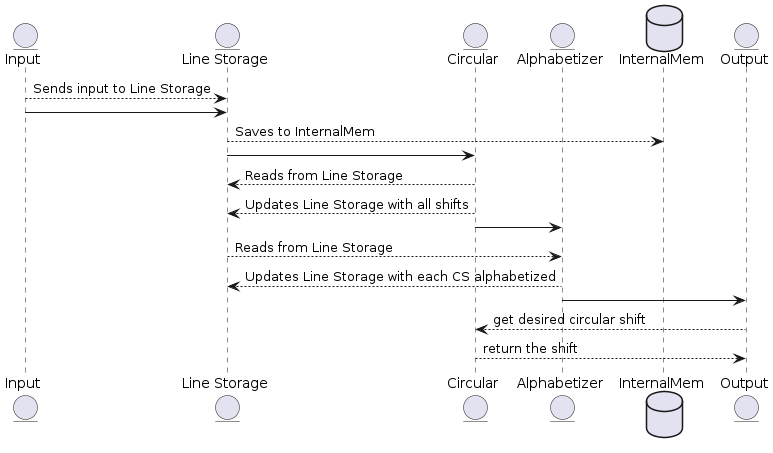 Input Line Storage Circular Alphabetizer InternalMem Output
Sends input to Line Storage
Saves to InternalMem
Reads from Line Storage
Updates Line Storage with all shifts
Reads from Line Storage
Updates Line Storage with each CS alphabetized
get desired circular shift
return the shift
Input Line Storage Circular Alphabetizer InternalMem Output